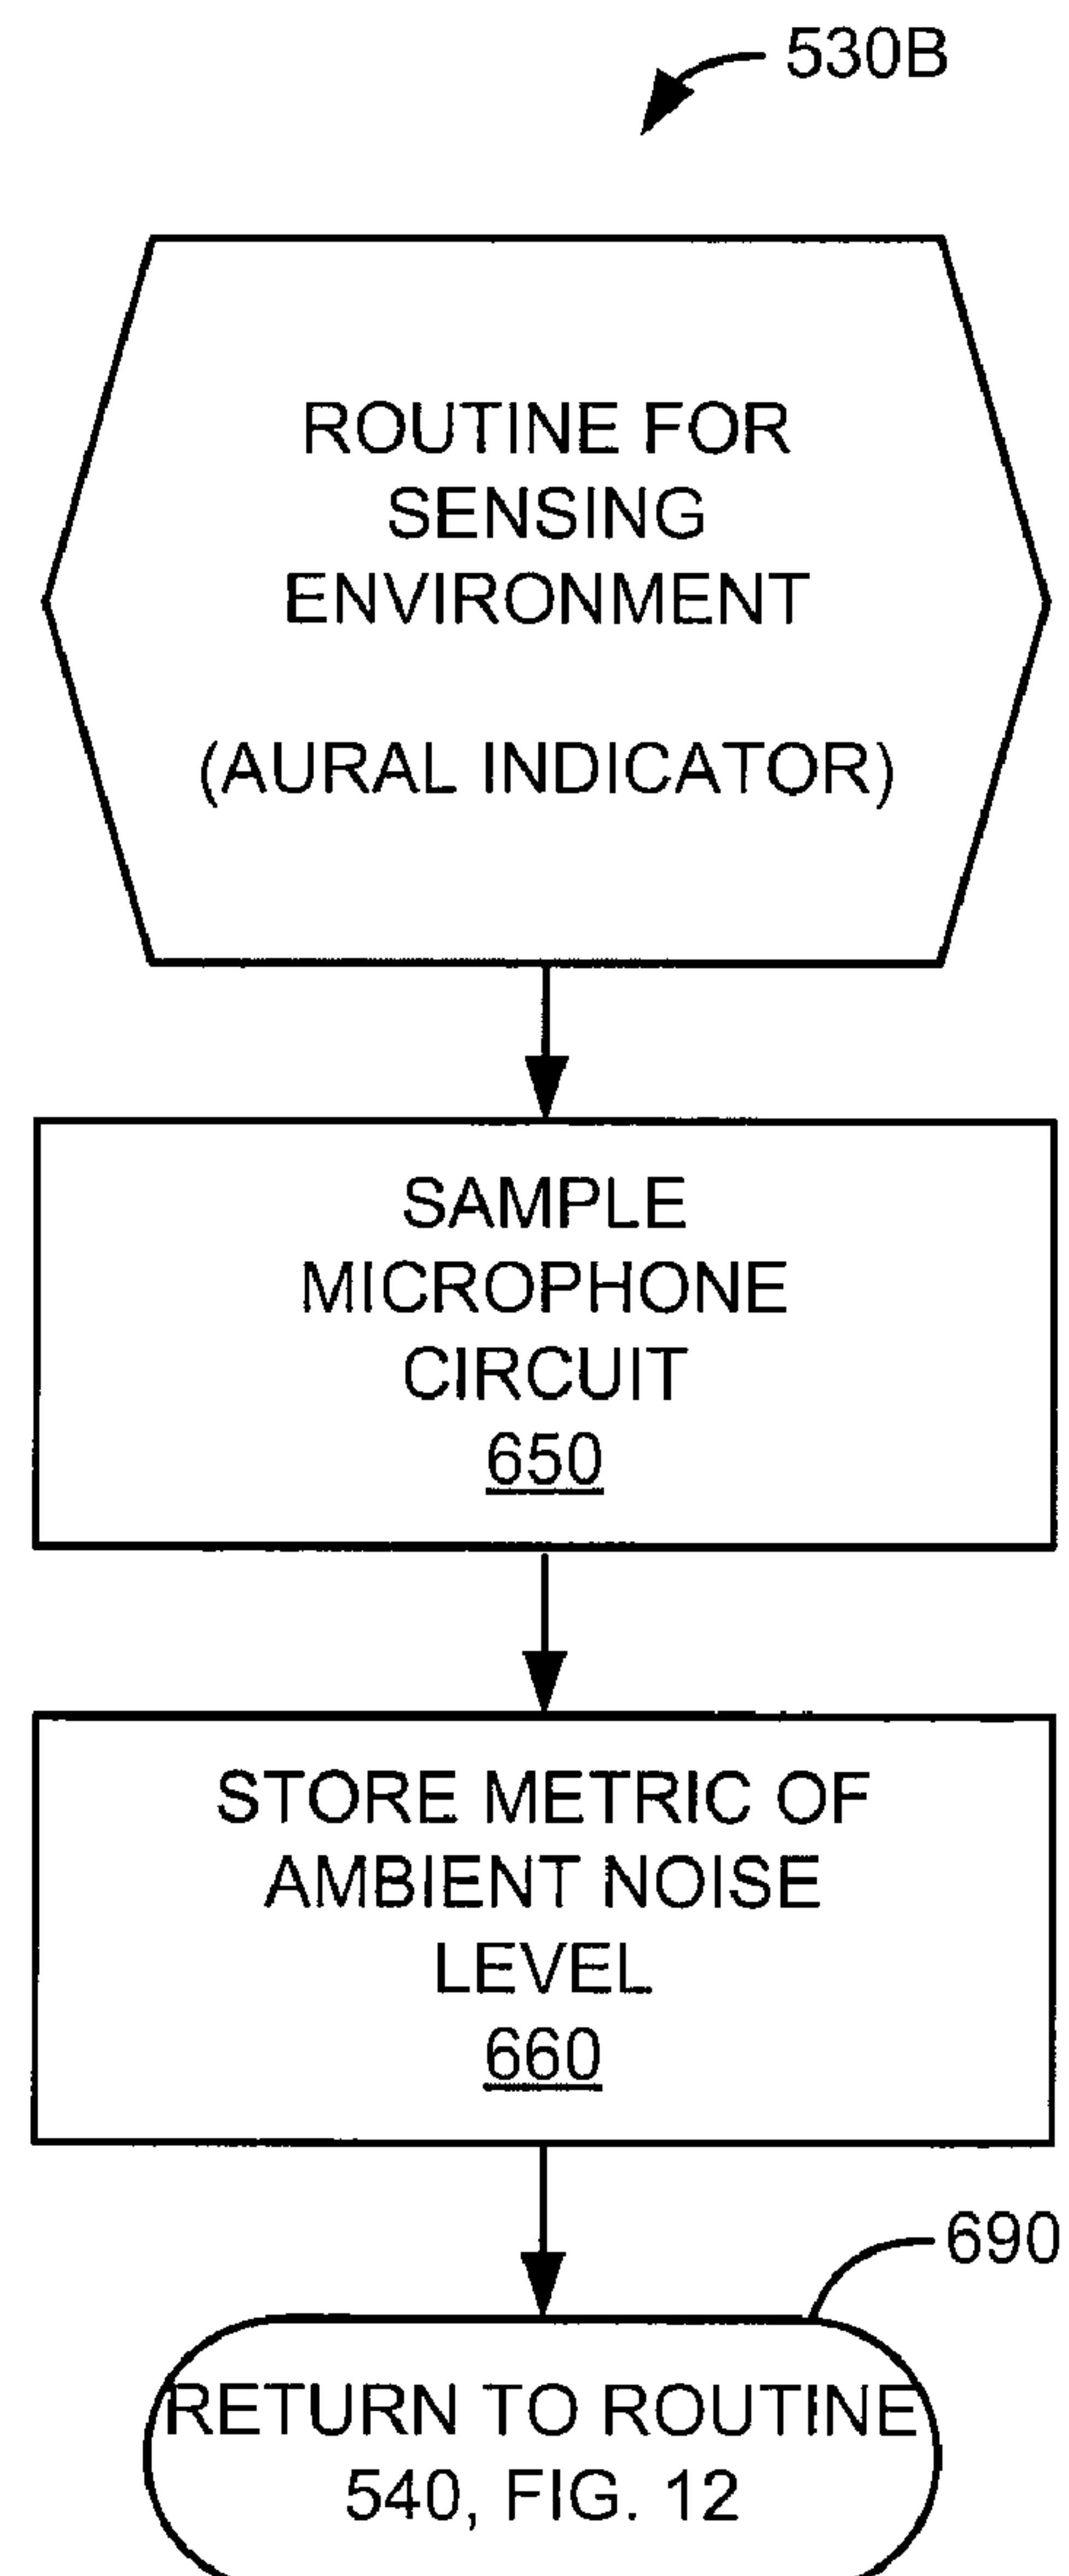 530B
ROUTINE FOR
SENSING
ENVIRONMENT
(AURAL INDICATOR)
SAMPLE
MICROPHONE
CIRCUIT
650
STORE METRIC OF
AMBIENT NOISE
LEVEL
660
690
RETURN TO ROUTINE
540, FIG. 12